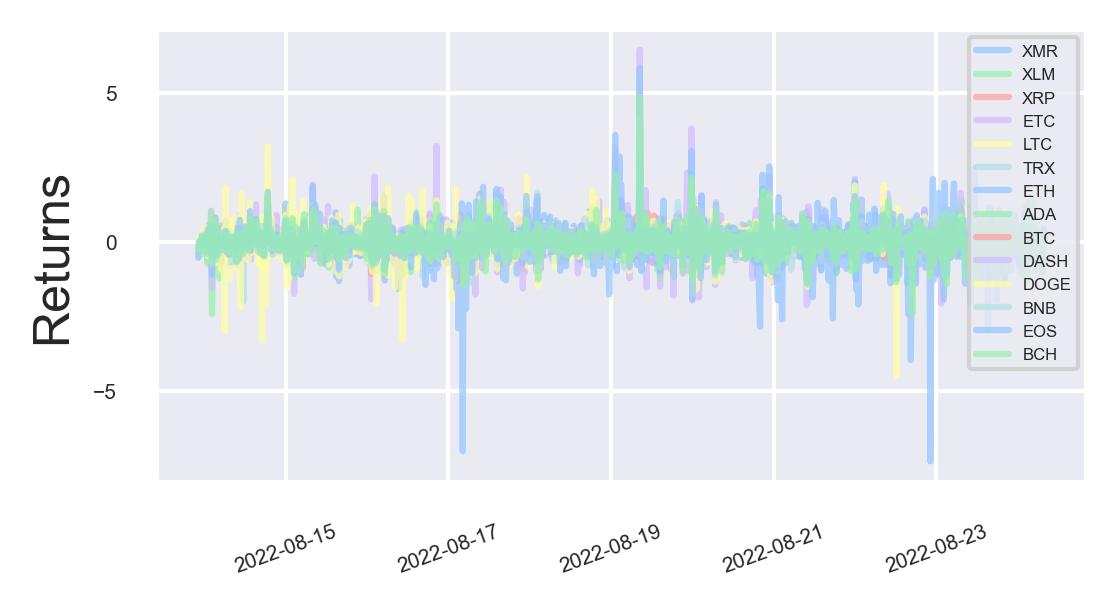 Returns
5
0
−5
2022-08-15
2022-08-17
2022-08-19
2022-08-21
2022-08-23
XMR
XLM
XRP
ETC
LTC
TRX
ETH
ADA
BTC
DASH
DOGE
BNB
EOS
BCH